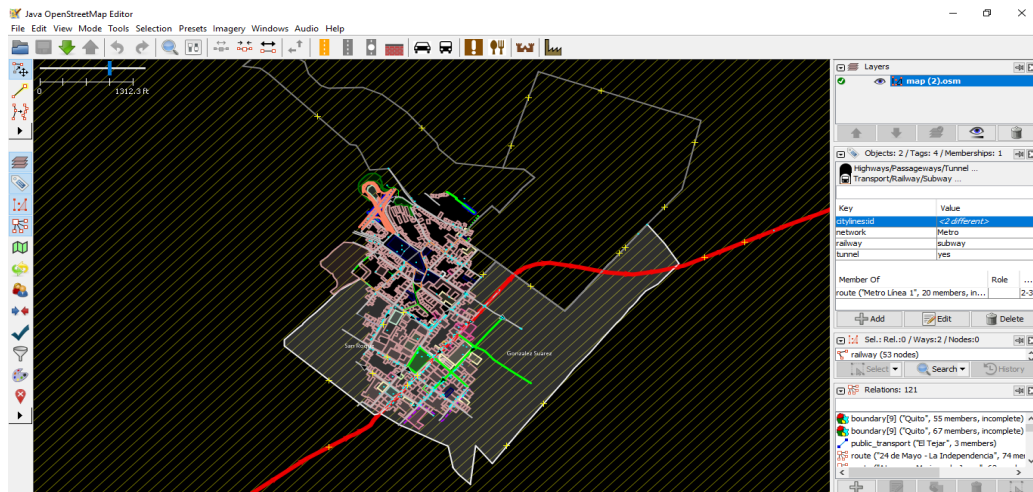 Java OpenStreetMap Editor
File Edit View Mode Tools Selection Presets Imagery Windows Audio Help
0 1312.3 ft
San Roque
Gonzalez Suarez
Layers
map (2).osm
Objects: 2 / Tags: 4 / Memberships: 1
Highways/Passageways/Tunnel ...
Transport/Railway/Subway ...
Key Value
citylines:id <2 different>
network Metro
railway subway
tunnel yes
Member Of Role ...
route ("Metro Línea 1", 20 members, in... 2-3
Add Edit Delete
Sel.: Rel.:0 / Ways:2 / Nodes:0
railway (53 nodes)
Select Search History
Relations: 121
boundary[9] ("Quito", 55 members, incomplete)
boundary[9] ("Quito", 67 members, incomplete)
public_transport ("El Tejar", 3 members)
route ("24 de Mayo - La Independencia", 74 mem